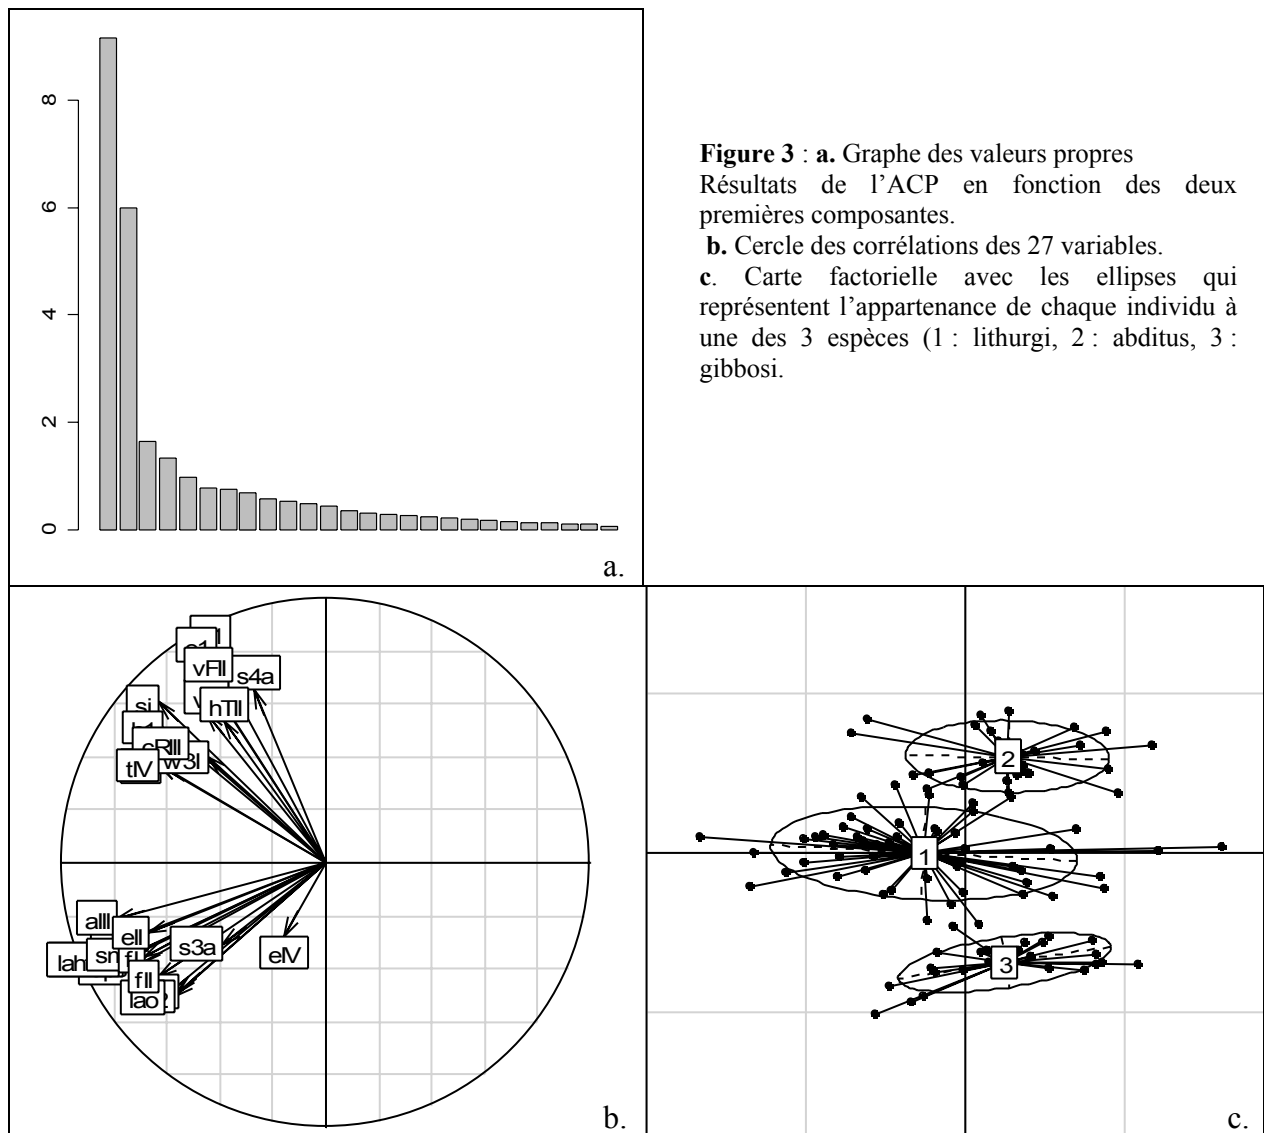 8
6
4
2
0
a.
Figure 3 : a. Graphe des valeurs propres
Résultats de l'ACP en fonction des deux
premières composantes.
b. Cercle des corrélations des 27 variables.
c. Carte factorielle avec les ellipses qui
représentent l'appartenance de chaque individu à
une des 3 espèces (1 : lithurgi, 2 : abditus, 3 :
gibbosi.
vFII
s4a
hTII
si
cRIII
w3I
tIV
aIII
eII
s3a
eIV
fII
lao
b.
2
1
3
c.